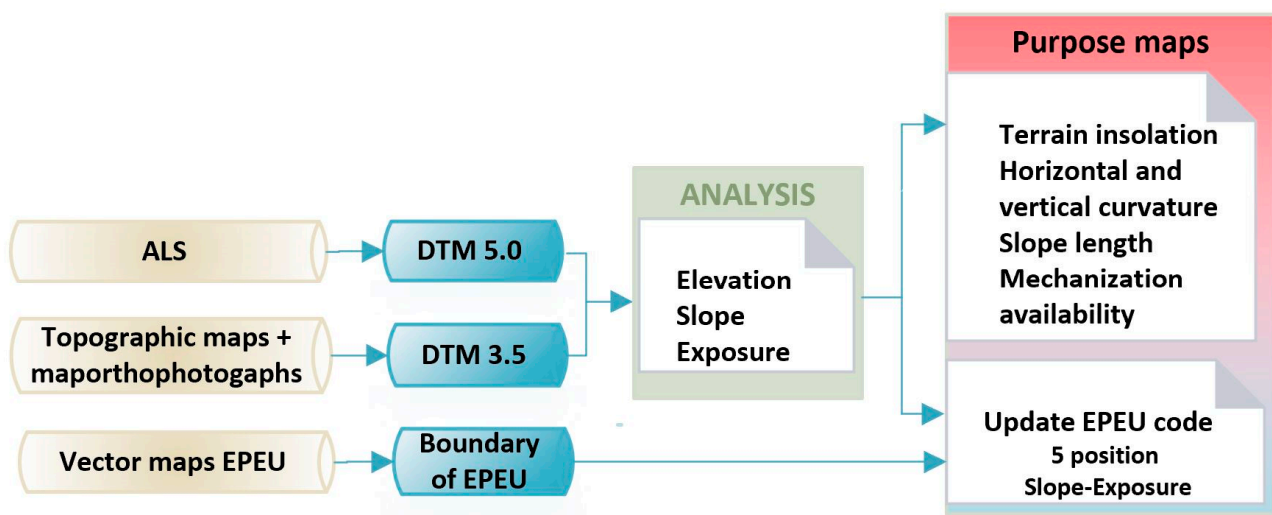 ALS
Topographic maps +
maporthophotogaphs
Vector maps EPEU
DTM 5.0
DTM 3.5
Boundary
of EPEU
ANALYSIS
Elevation
Slope
Exposure
Purpose maps
Terrain insolation
Horizontal and
vertical curvature
Slope length
Mechanization
availability
Update EPEU code
5 position
Slope-Exposure